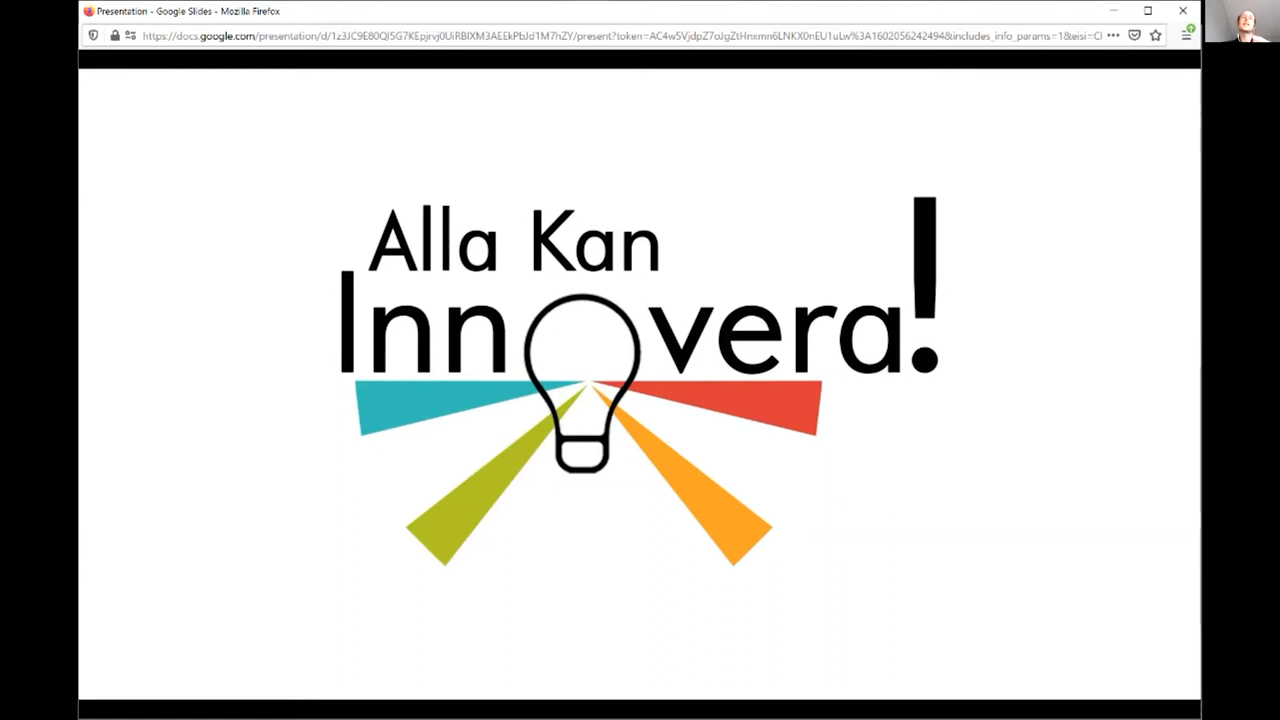 Presentation - Google Slides - Mozilla Firefox
Alla Kan
Innovera!